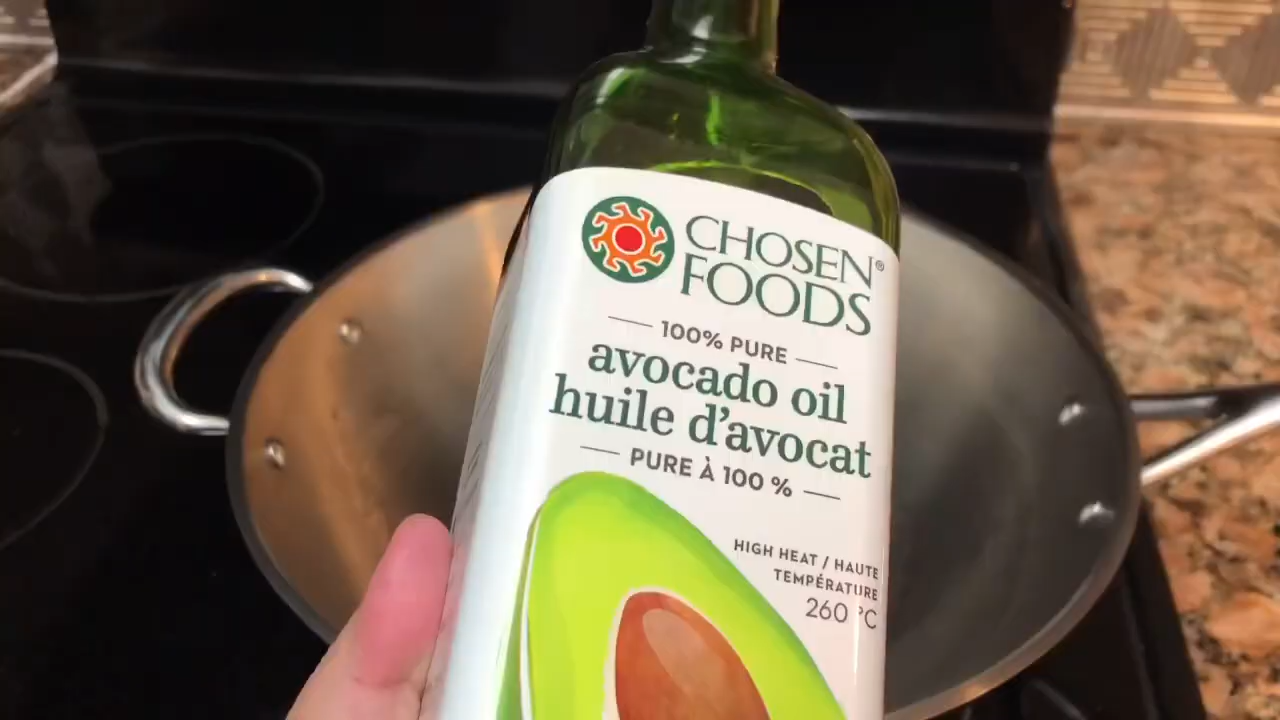 CHOSEN
FOODS®
100% PURE
avocado oil
huile d'avocat
PURE À 100 %
HIGH HEAT / HAUTE
TEMPÉRATURE
260 °C